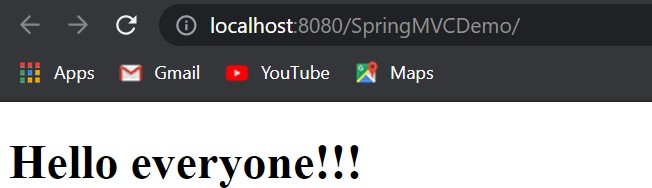 localhost:8080/SpringMVCDemo/
Apps Gmail YouTube Maps
Hello everyone!!!